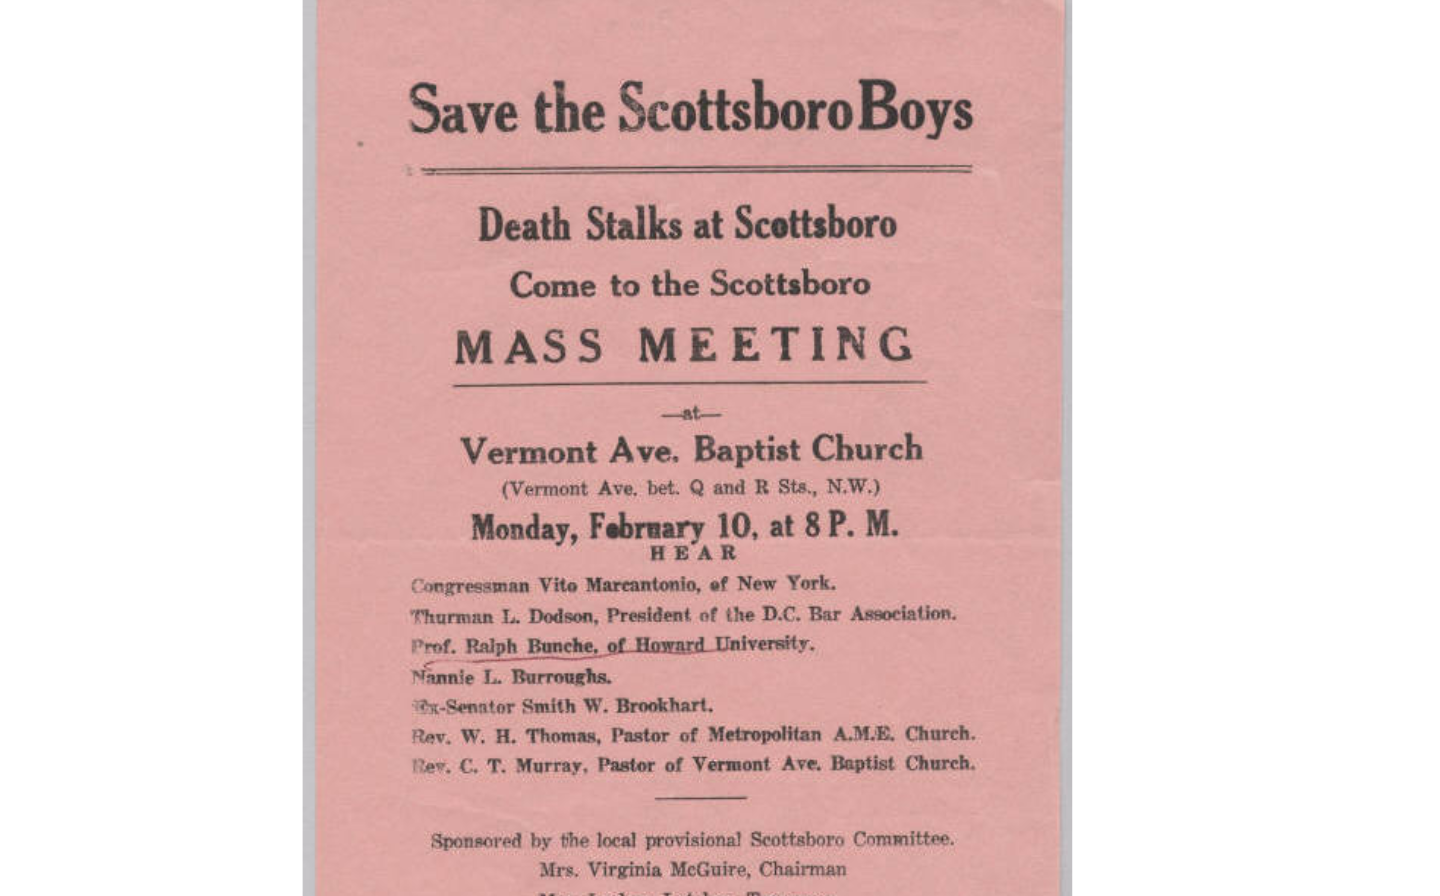 Save the Scottsboro Boys
Death Stalks at Scottsboro
Come to the Scottsboro
MASS MEETING
—at—
Vermont Ave. Baptist Church
(Vermont Ave. bet. Q and R Sts., N.W.)
Monday, February 10, at 8 P. M.
HEAR
Congressman Vito Marcantonio, of New York.
Thurman L. Dodson, President of the D.C. Bar Association.
Prof. Ralph Bunche, of Howard University.
Nannie L. Burroughs.
Ex-Senator Smith W. Brookhart.
Rev. W. H. Thomas, Pastor of Metropolitan A.M.E. Church.
Rev. C. T. Murray, Pastor of Vermont Ave. Baptist Church.
Sponsored by the local provisional Scottsboro Committee.
Mrs. Virginia McGuire, Chairman